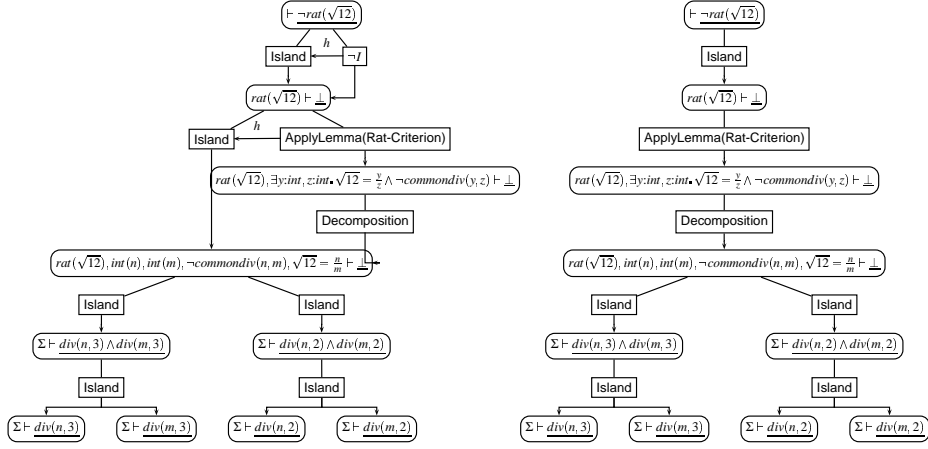 ⊢ ¬rat(√12) ⊢ ¬rat(√12)
h
Island ¬I Island
rat(√12) ⊢ ⊥ rat(√12) ⊢ ⊥
h
Island ApplyLemma(Rat-Criterion) ApplyLemma(Rat-Criterion)
rat(√12), ∃y:int, z:int. √12 = y/z ∧ ¬commondiv(y, z) ⊢ ⊥ rat(√12), ∃y:int, z:int. √12 = y/z ∧ ¬commondiv(y, z) ⊢ ⊥
Decomposition Decomposition
rat(√12), int(n), int(m), ¬commondiv(n, m), √12 = n/m ⊢ ⊥ rat(√12), int(n), int(m), ¬commondiv(n, m), √12 = n/m ⊢ ⊥
Island Island Island Island
Σ ⊢ div(n, 3) ∧ div(m, 3) Σ ⊢ div(n, 2) ∧ div(m, 2) Σ ⊢ div(n, 3) ∧ div(m, 3) Σ ⊢ div(n, 2) ∧ div(m, 2)
Island Island Island Island
Σ ⊢ div(n, 3) Σ ⊢ div(m, 3) Σ ⊢ div(n, 2) Σ ⊢ div(m, 2) Σ ⊢ div(n, 3) Σ ⊢ div(m, 3) Σ ⊢ div(n, 2) Σ ⊢ div(m, 2)